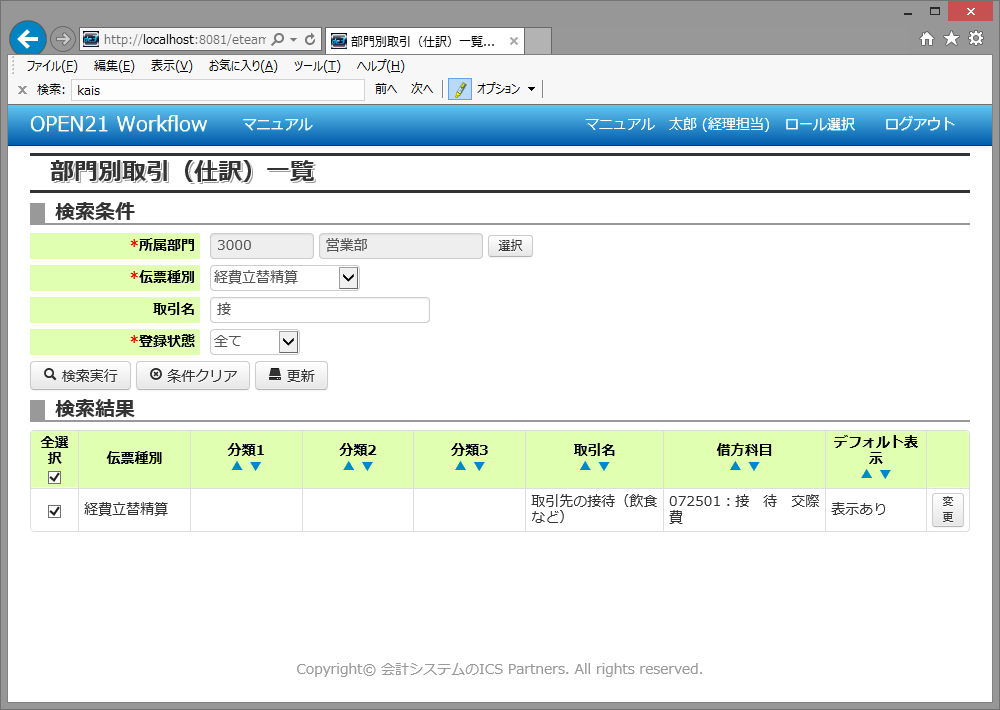 http://localhost:8081/eteam
部門別取引（仕訳）一覧...
ファイル(F) 編集(E) 表示(V) お気に入り(A) ツール(T) ヘルプ(H)
検索: kais 前へ 次へ オプション
OPEN21 Workflow マニュアル マニュアル 太郎 (経理担当) ロール選択 ログアウト
部門別取引（仕訳）一覧
検索条件
*所属部門 3000 営業部 選択
*伝票種別 経費立替精算
取引名 接
*登録状態 全て
検索実行 条件クリア 更新
検索結果
全選
択
伝票種別
分類1
▲ ▼
分類2
▲ ▼
分類3
▲ ▼
取引名
▲ ▼
借方科目
▲ ▼
デフォルト表
示
▲ ▼
経費立替精算
取引先の接待（飲食
など）
072501：接　待　交際
費
表示あり
変
更
Copyright© 会計システムのICS Partners. All rights reserved.